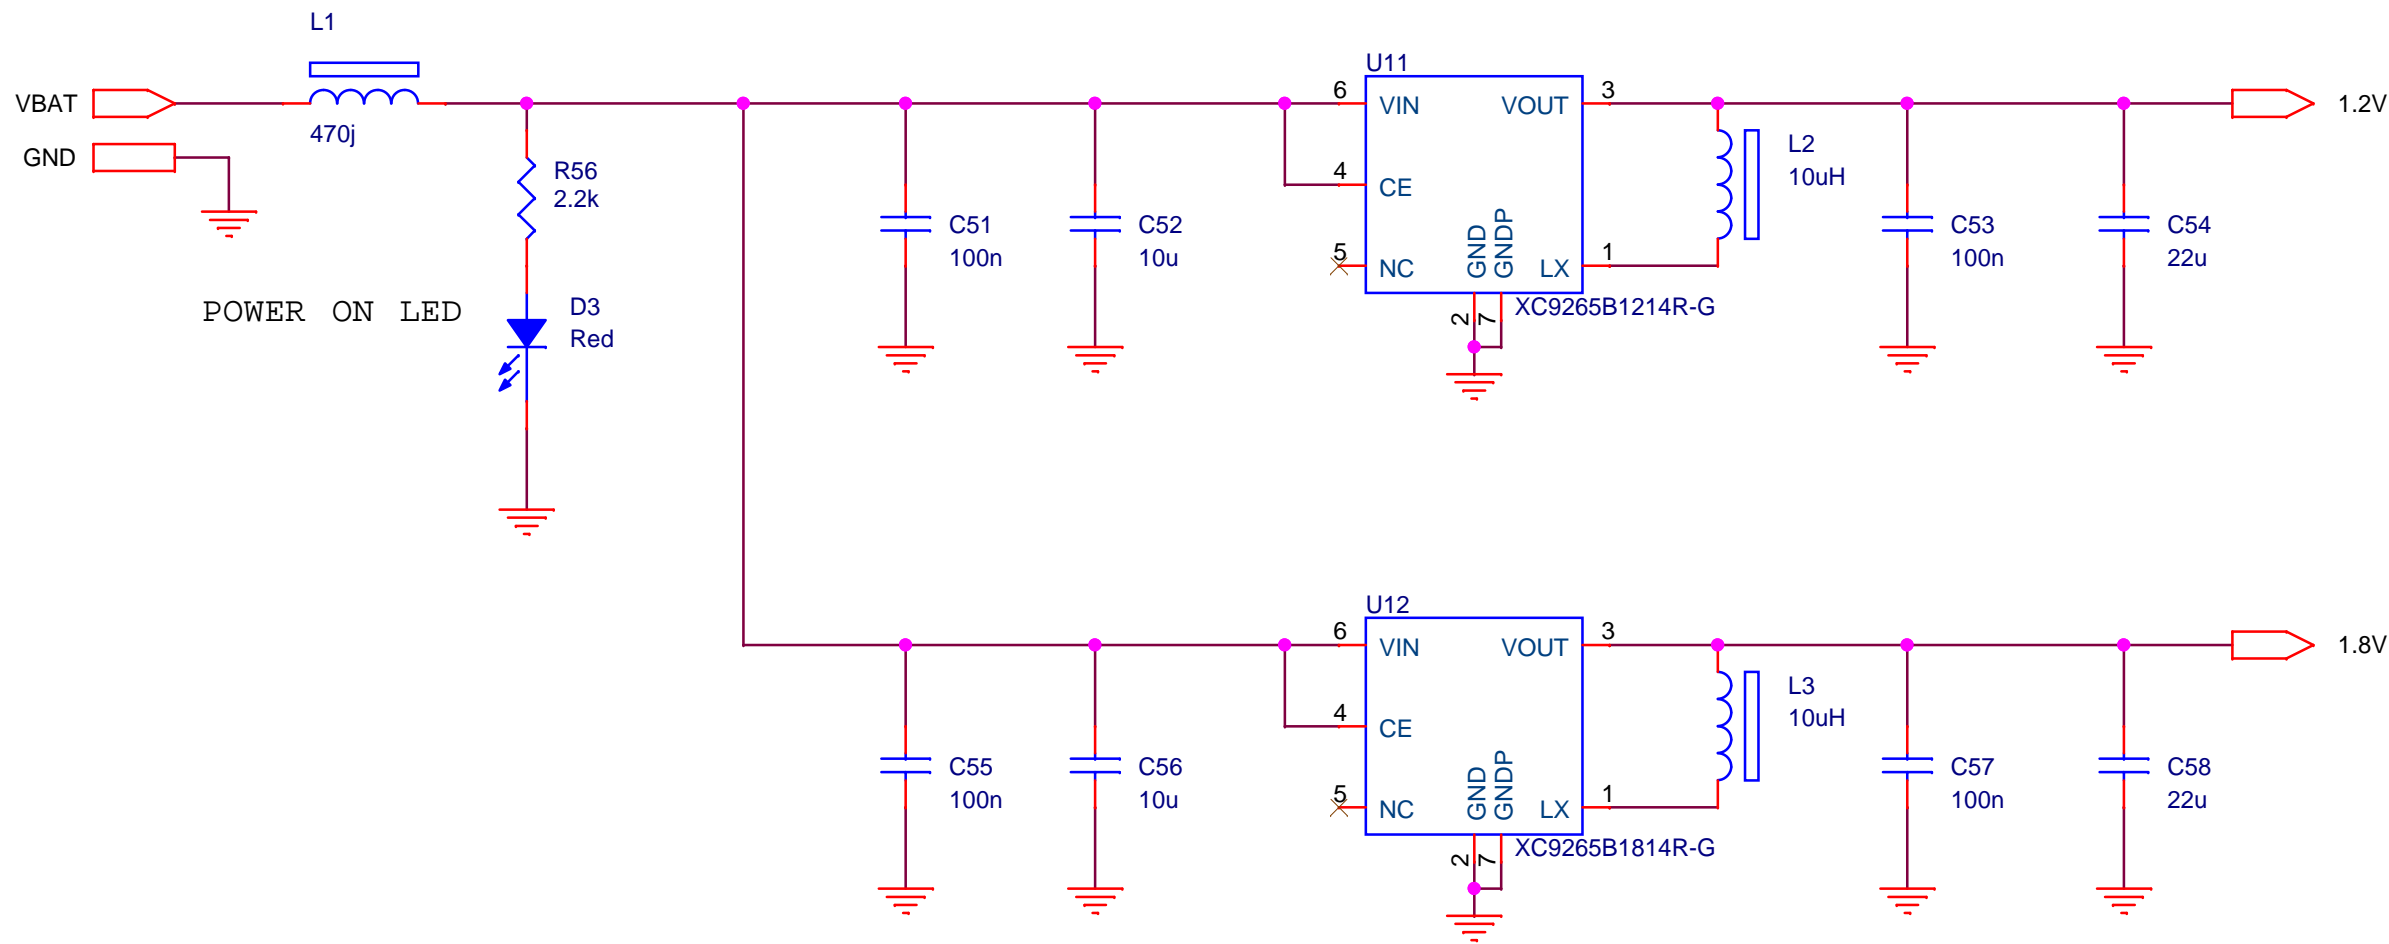 L1
VBAT
470j
GND
R56
2.2k
POWER ON LED
D3
Red
C51
100n
C52
10u
U11
6
VIN
VOUT
3
4
CE
5
NC
GND
GNDP
LX
1
2
7
XC9265B1214R-G
L2
10uH
C53
100n
C54
22u
1.2V
C55
100n
C56
10u
U12
6
VIN
VOUT
3
4
CE
5
NC
GND
GNDP
LX
1
2
7
XC9265B1814R-G
L3
10uH
C57
100n
C58
22u
1.8V